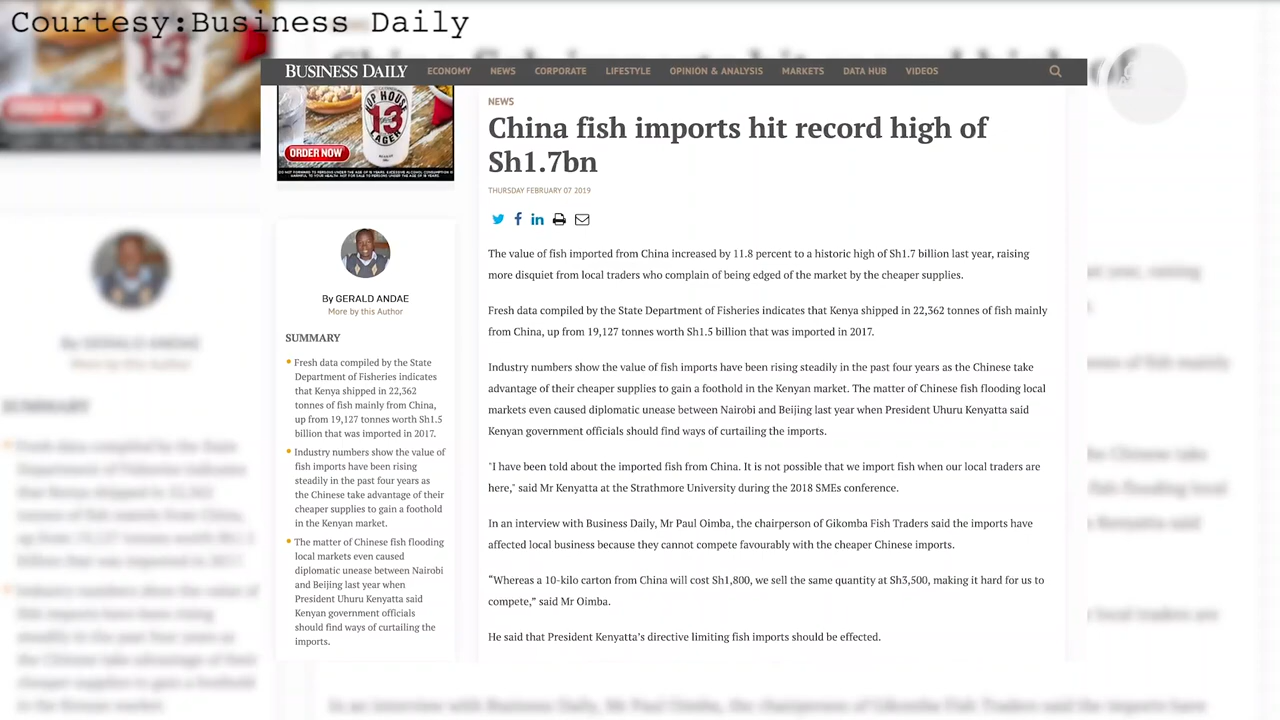 Courtesy:Business Daily
BUSINESS DAILY ECONOMY NEWS CORPORATE LIFESTYLE OPINION & ANALYSIS MARKETS DATA HUB VIDEOS
TOP HOUSE
13
LAGER
ORDER NOW
NEWS
China fish imports hit record high of
Sh1.7bn
THURSDAY FEBRUARY 07 2019
By GERALD ANDAE
More by this Author
SUMMARY
Fresh data compiled by the State
Department of Fisheries indicates
that Kenya shipped in 22,362
tonnes of fish mainly from China,
up from 19,127 tonnes worth Sh1.5
billion that was imported in 2017.
Industry numbers show the value of
fish imports have been rising
steadily in the past four years as
the Chinese take advantage of their
cheaper supplies to gain a foothold
in the Kenyan market.
The matter of Chinese fish flooding
local markets even caused
diplomatic unease between Nairobi
and Beijing last year when
President Uhuru Kenyatta said
Kenyan government officials
should find ways of curtailing the
imports.
The value of fish imported from China increased by 11.8 percent to a historic high of Sh1.7 billion last year, raising
more disquiet from local traders who complain of being edged of the market by the cheaper supplies.
Fresh data compiled by the State Department of Fisheries indicates that Kenya shipped in 22,362 tonnes of fish mainly
from China, up from 19,127 tonnes worth Sh1.5 billion that was imported in 2017.
Industry numbers show the value of fish imports have been rising steadily in the past four years as the Chinese take
advantage of their cheaper supplies to gain a foothold in the Kenyan market. The matter of Chinese fish flooding local
markets even caused diplomatic unease between Nairobi and Beijing last year when President Uhuru Kenyatta said
Kenyan government officials should find ways of curtailing the imports.
"I have been told about the imported fish from China. It is not possible that we import fish when our local traders are
here," said Mr Kenyatta at the Strathmore University during the 2018 SMEs conference.
In an interview with Business Daily, Mr Paul Oimba, the chairperson of Gikomba Fish Traders said the imports have
affected local business because they cannot compete favourably with the cheaper Chinese imports.
“Whereas a 10-kilo carton from China will cost Sh1,800, we sell the same quantity at Sh3,500, making it hard for us to
compete,” said Mr Oimba.
He said that President Kenyatta’s directive limiting fish imports should be effected.